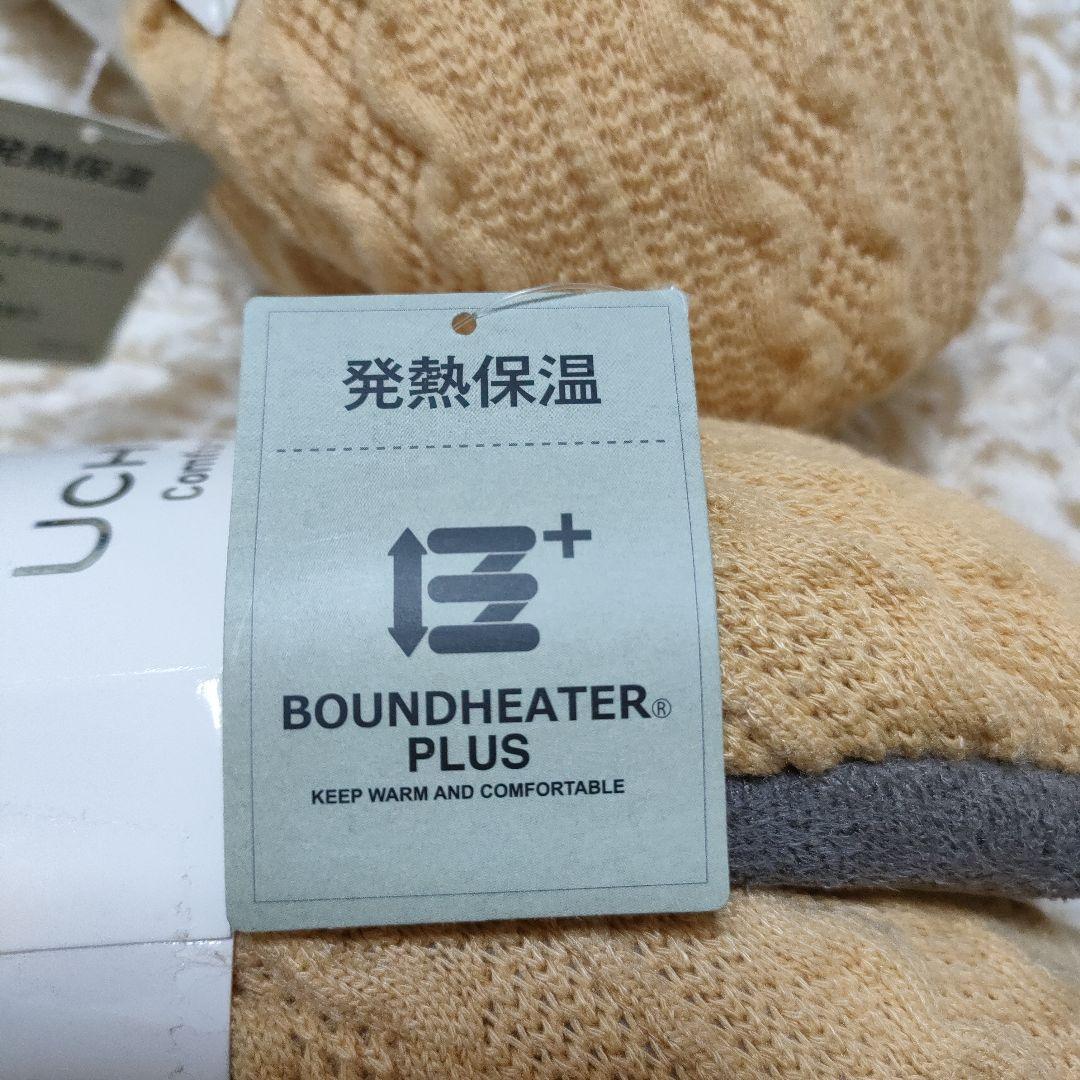 発熱保温
UCH
Comf
発熱保温
BOUNDHEATER®
PLUS
KEEP WARM AND COMFORTABLE